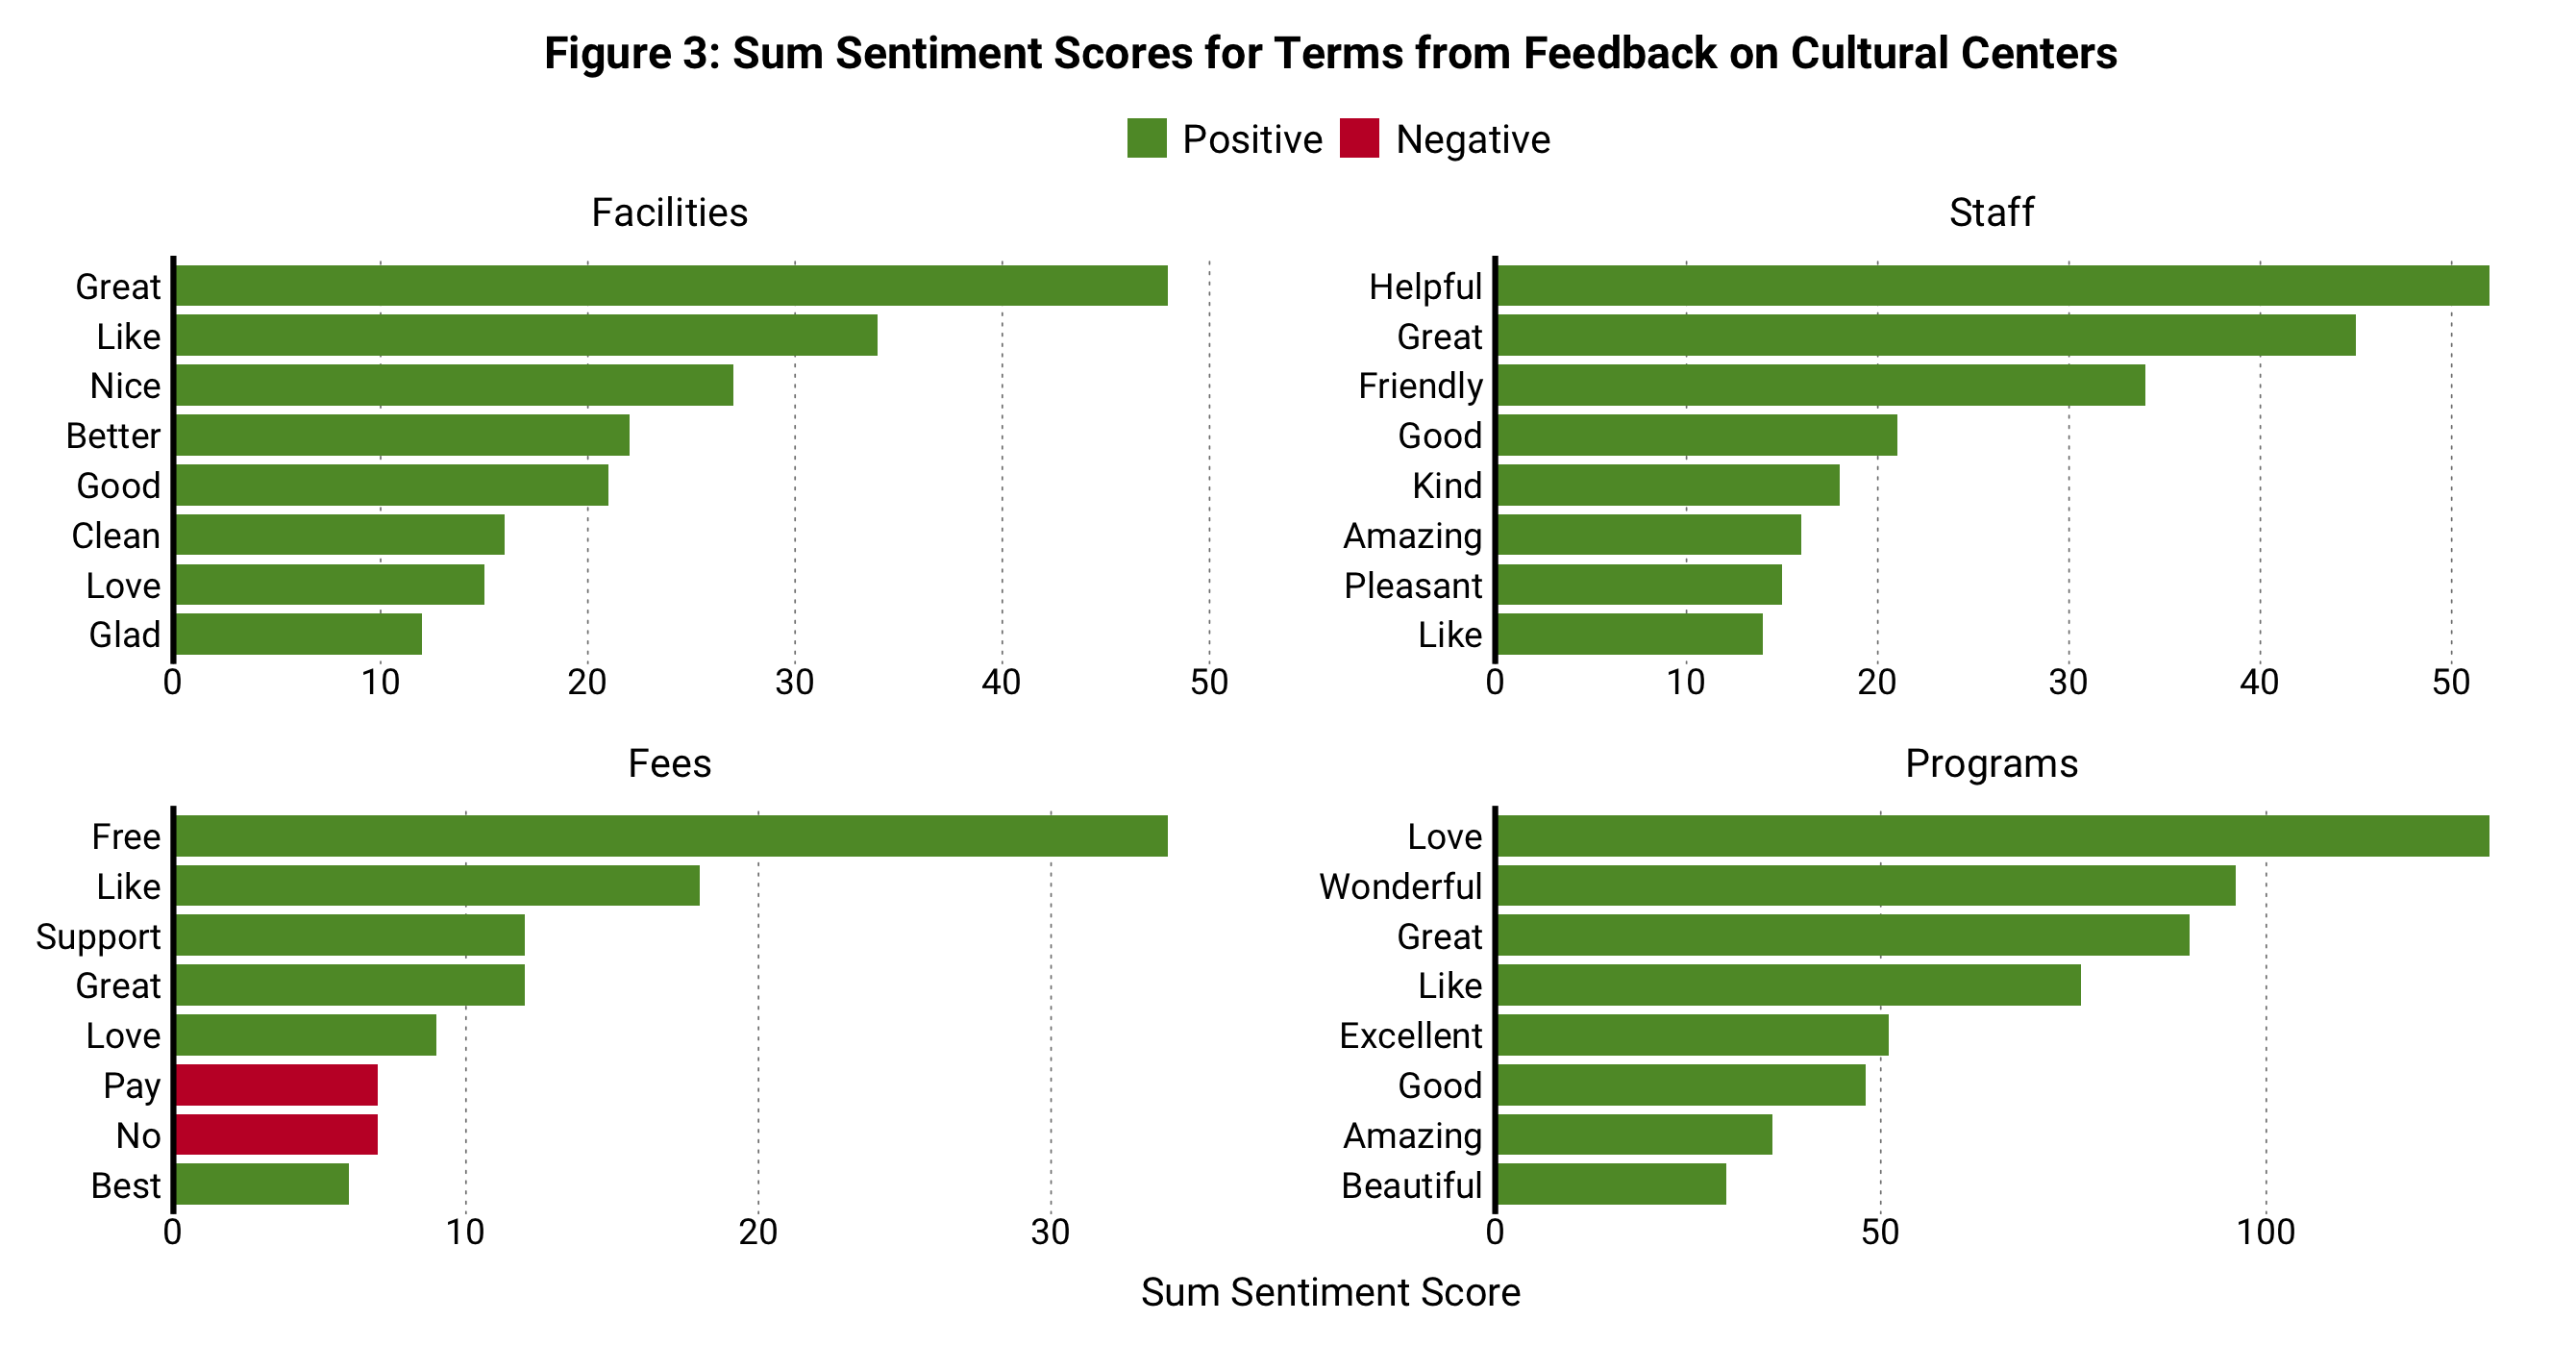 Figure 3: Sum Sentiment Scores for Terms from Feedback on Cultural Centers
Positive Negative
Facilities
Great
Like
Nice
Better
Good
Clean
Love
Glad
0 10 20 30 40 50
Staff
Helpful
Great
Friendly
Good
Kind
Amazing
Pleasant
Like
0 10 20 30 40 50
Fees
Free
Like
Support
Great
Love
Pay
No
Best
0 10 20 30
Programs
Love
Wonderful
Great
Like
Excellent
Good
Amazing
Beautiful
0 50 100
Sum Sentiment Score